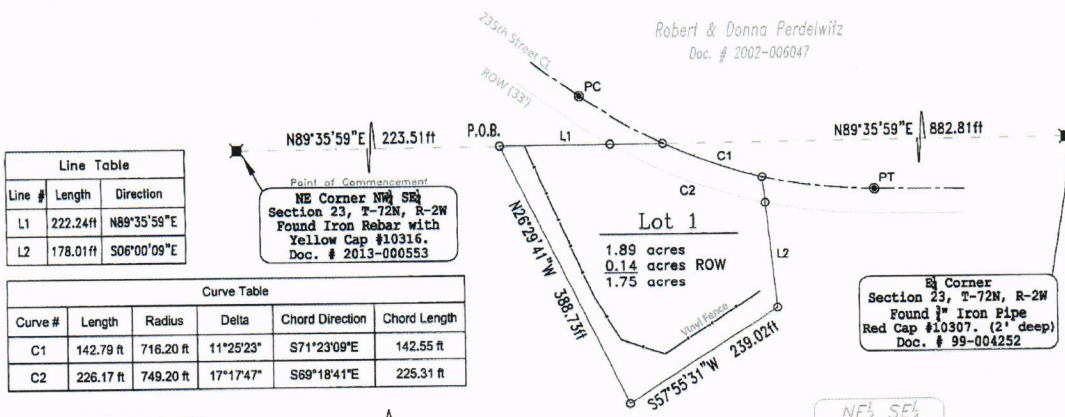 Robert & Donna Perdelwitz
Doc. # 2002-006047
235th Street CL
ROW (33')
PC
N89°35'59"E 223.51ft
P.O.B.
L1
N89°35'59"E 882.81ft
C1
PT
C2
L2
Line Table
Line # Length Direction
L1 222.24ft N89°35'59"E
L2 178.01ft S06°00'09"E
Point of Commencement
NE Corner NW¼ SE¼
Section 23, T-72N, R-2W
Found Iron Rebar with
Yellow Cap #10316.
Doc. # 2013-000553
N26°29'41"W 388.73ft
Lot 1
1.89 acres
0.14 acres ROW
1.75 acres
Vinyl Fence
S57°55'31"W 239.02ft
E¼ Corner
Section 23, T-72N, R-2W
Found ¾" Iron Pipe
Red Cap #10307. (2' deep)
Doc. # 99-004252
Curve Table
Curve # Length Radius Delta Chord Direction Chord Length
C1 142.79 ft 716.20 ft 11°25'23" S71°23'09"E 142.55 ft
C2 226.17 ft 749.20 ft 17°17'47" S69°18'41"E 225.31 ft
NE¼ SE¼